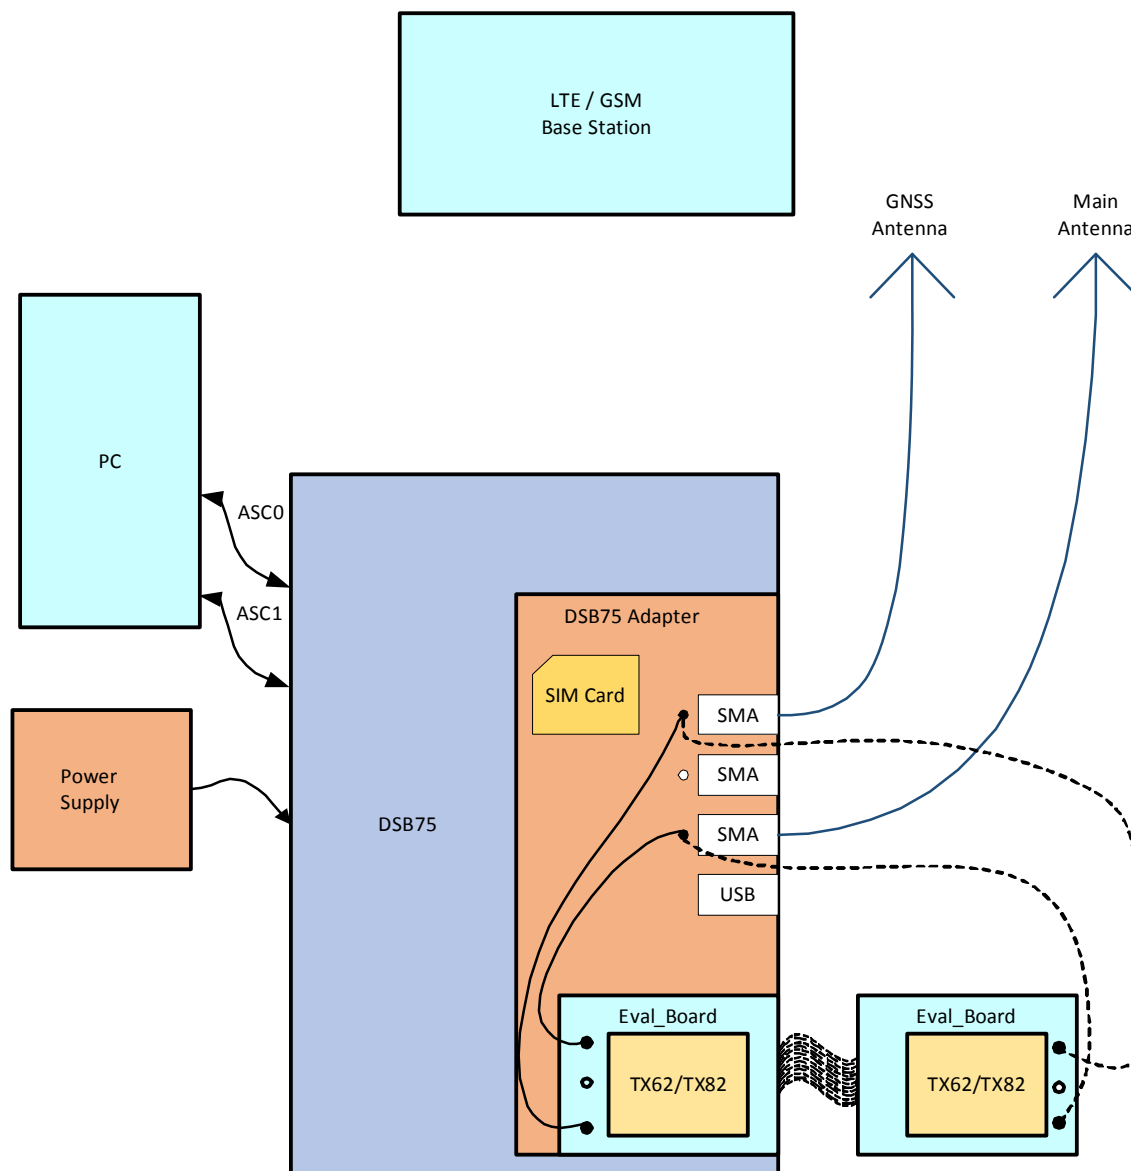 LTE / GSM
Base Station
GNSS
Antenna
Main
Antenna
PC
ASC0
ASC1
DSB75 Adapter
SIM Card
SMA
SMA
SMA
USB
Power
Supply
DSB75
Eval_Board
TX62/TX82
Eval_Board
TX62/TX82